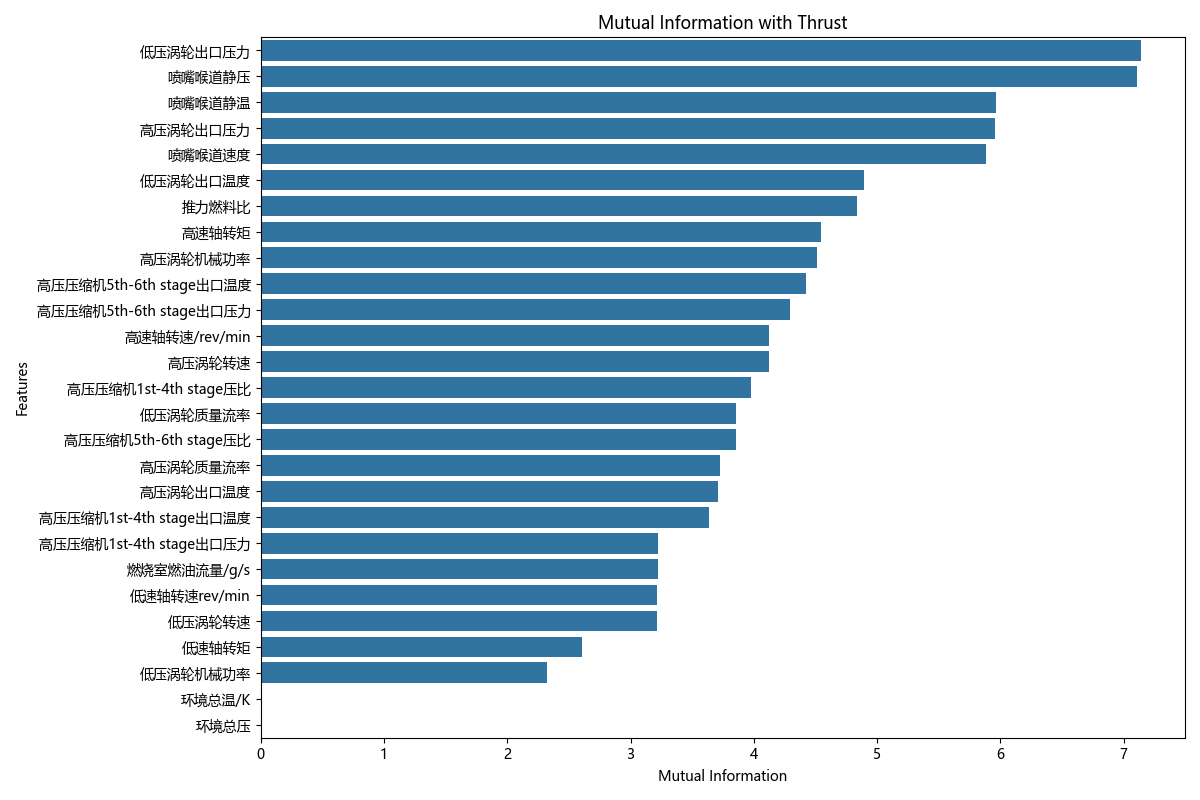 Mutual Information with Thrust
低压涡轮出口压力
喷嘴喉道静压
喷嘴喉道静温
高压涡轮出口压力
喷嘴喉道速度
低压涡轮出口温度
推力燃料比
高速轴转矩
高压涡轮机械功率
高压压缩机5th-6th stage出口温度
高压压缩机5th-6th stage出口压力
高速轴转速/rev/min
高压涡轮转速
高压压缩机1st-4th stage压比
低压涡轮质量流率
高压压缩机5th-6th stage压比
高压涡轮质量流率
高压涡轮出口温度
高压压缩机1st-4th stage出口温度
高压压缩机1st-4th stage出口压力
燃烧室燃油流量/g/s
低速轴转速rev/min
低压涡轮转速
低速轴转矩
低压涡轮机械功率
环境总温/K
环境总压
Features
0 1 2 3 4 5 6 7
Mutual Information